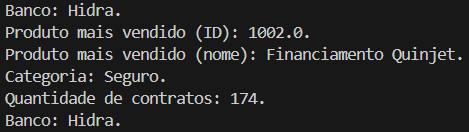 Banco: Hidra.
Produto mais vendido (ID): 1002.0.
Produto mais vendido (nome): Financiamento Quinjet.
Categoria: Seguro.
Quantidade de contratos: 174.
Banco: Hidra.